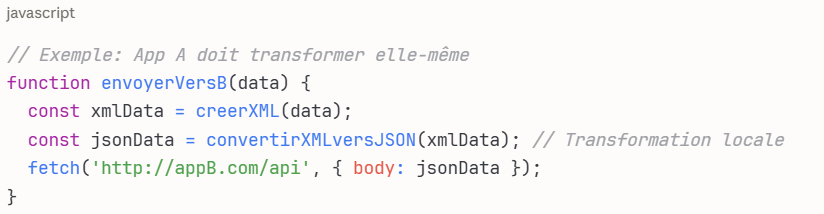 javascript
// Exemple: App A doit transformer elle-même
function envoyerVersB(data) {
  const xmlData = creerXML(data);
  const jsonData = convertirXMLversJSON(xmlData); // Transformation locale
  fetch('http://appB.com/api', { body: jsonData });
}